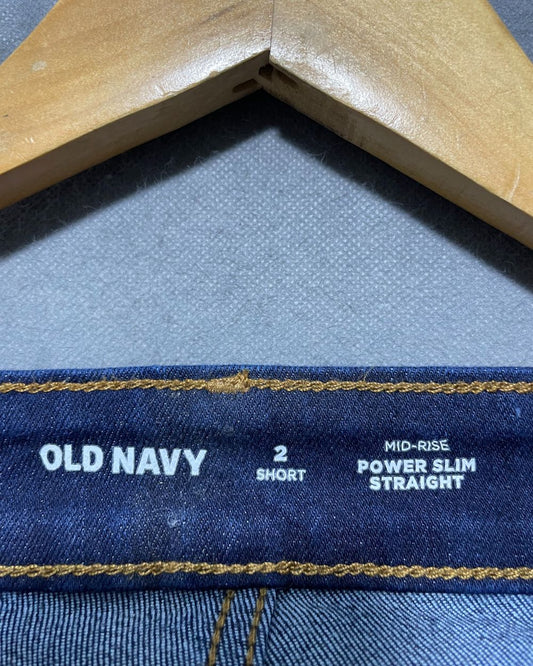 OLD NAVY
2
SHORT
MID-RISE
POWER SLIM
STRAIGHT